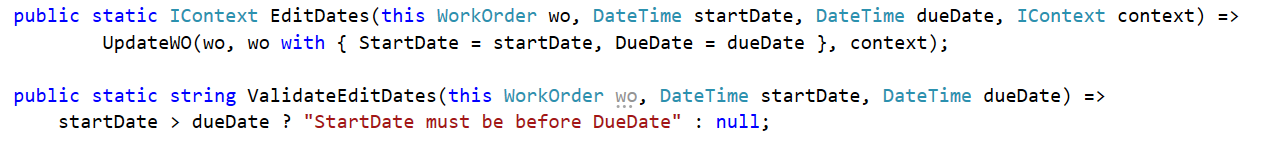 public static IContext EditDates(this WorkOrder wo, DateTime startDate, DateTime dueDate, IContext context) =>
UpdateWO(wo, wo with { StartDate = startDate, DueDate = dueDate }, context);
public static string ValidateEditDates(this WorkOrder wo, DateTime startDate, DateTime dueDate) =>
startDate > dueDate ? "StartDate must be before DueDate" : null;